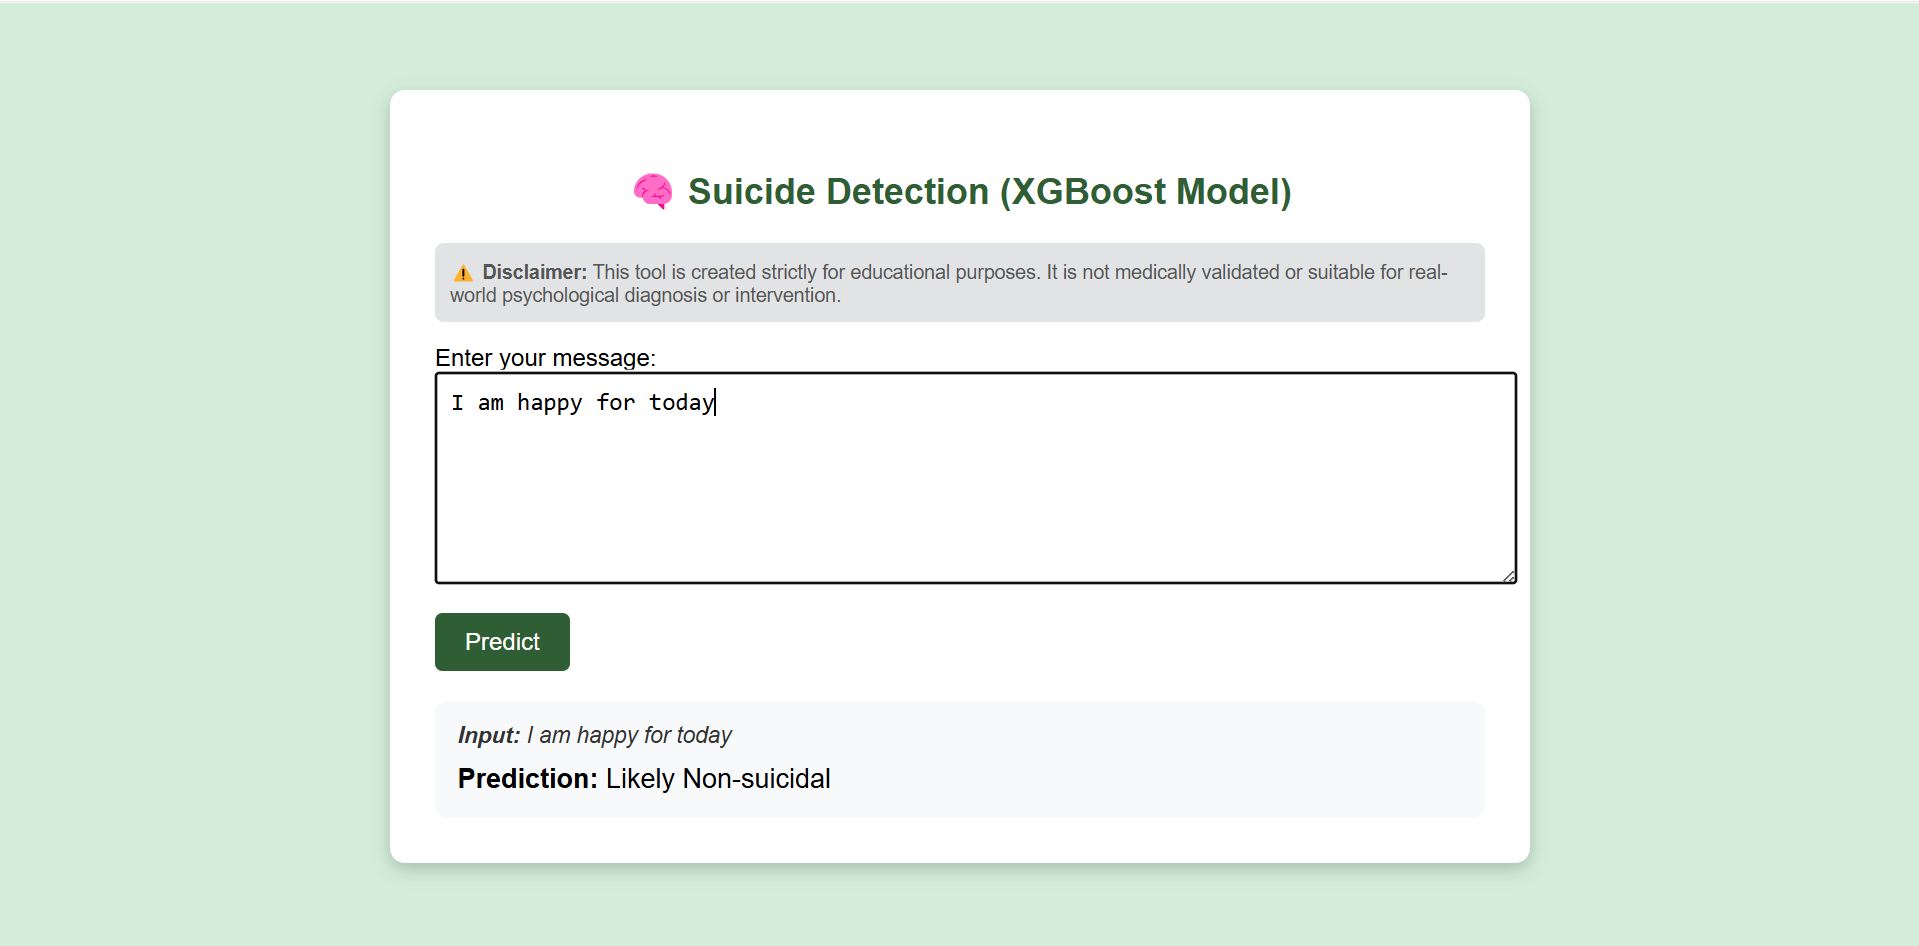 🧠 Suicide Detection (XGBoost Model)
⚠️ Disclaimer: This tool is created strictly for educational purposes. It is not medically validated or suitable for real-
world psychological diagnosis or intervention.
Enter your message:
I am happy for today
Predict
Input: I am happy for today
Prediction: Likely Non-suicidal